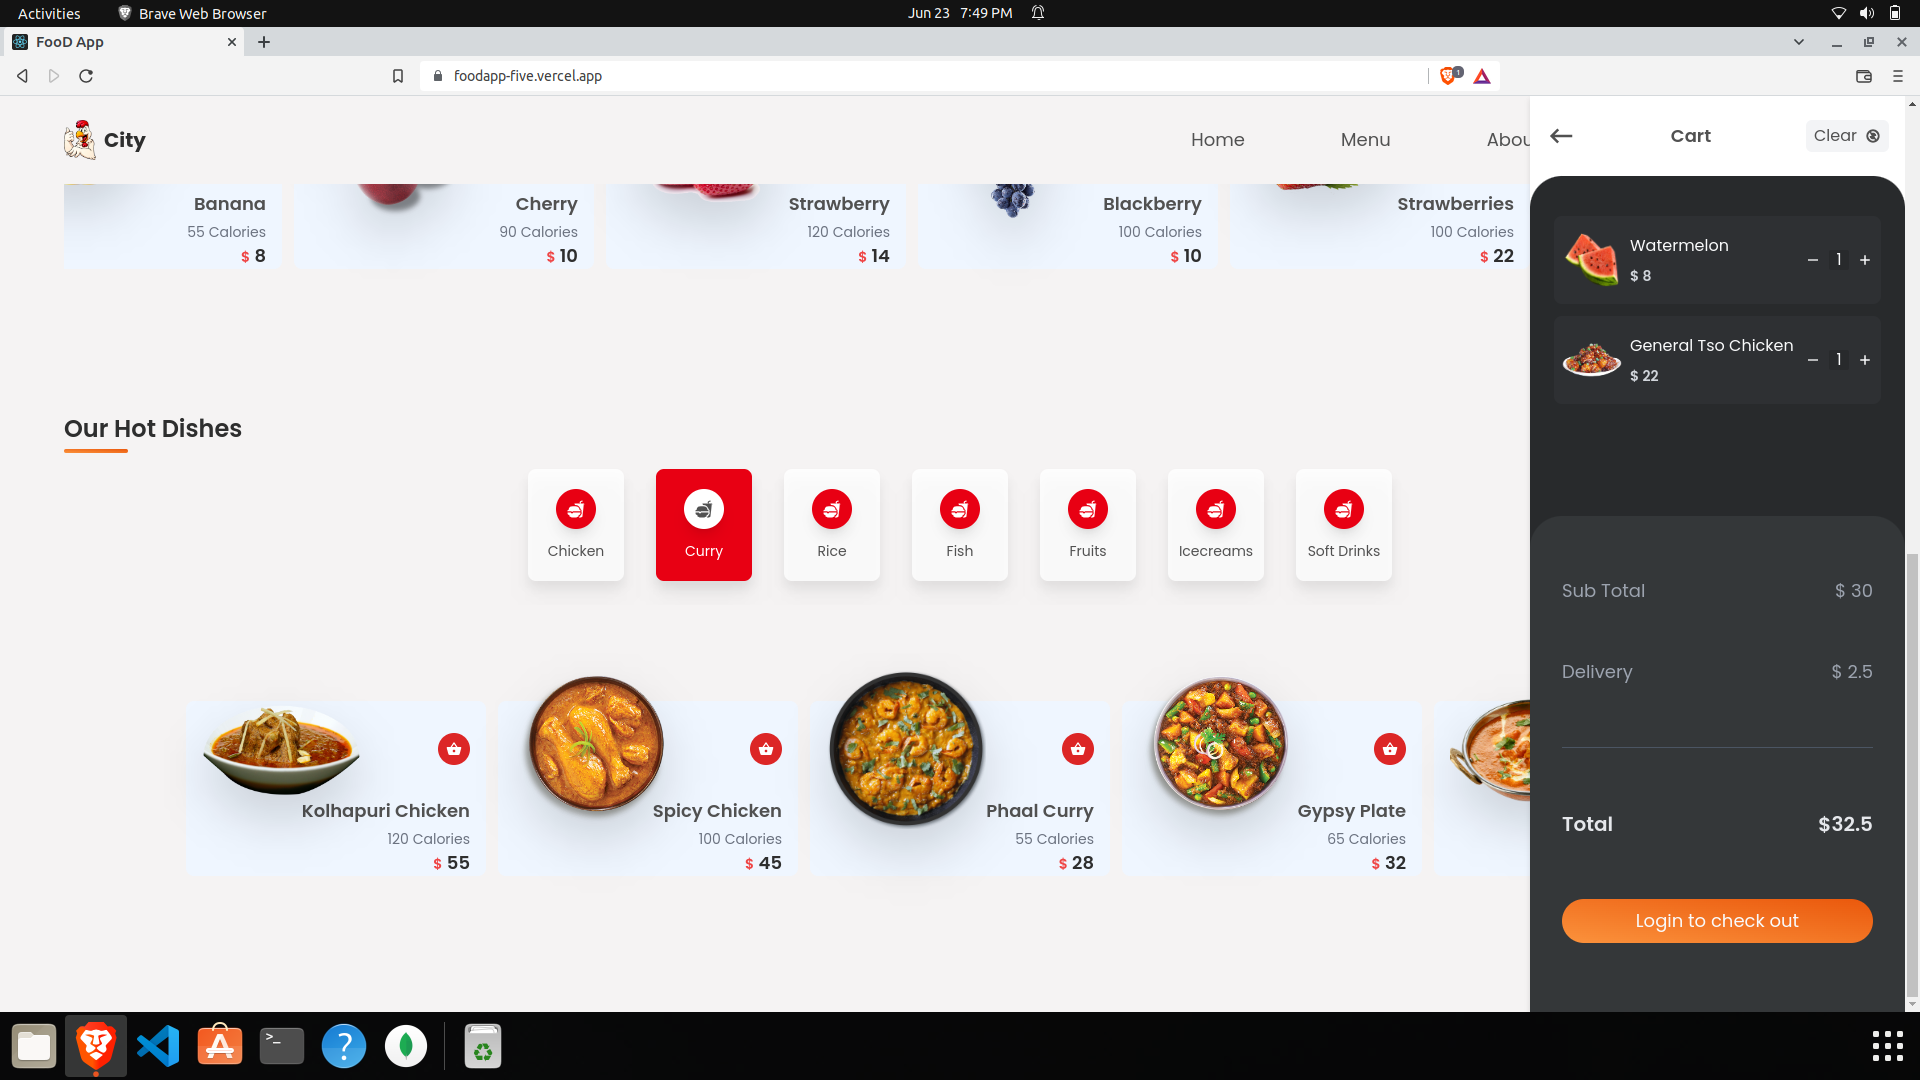 Activities
Brave Web Browser
Jun 23 7:49 PM
FooD App
foodapp-five.vercel.app
1
City
Home
Menu
Abou
Banana
55 Calories
$ 8
Cherry
90 Calories
$ 10
Strawberry
120 Calories
$ 14
Blackberry
100 Calories
$ 10
Strawberries
100 Calories
$ 22
Our Hot Dishes
Chicken
Curry
Rice
Fish
Fruits
Icecreams
Soft Drinks
Kolhapuri Chicken
120 Calories
$ 55
Spicy Chicken
100 Calories
$ 45
Phaal Curry
55 Calories
$ 28
Gypsy Plate
65 Calories
$ 32
Cart
Clear
Watermelon
$ 8
1
General Tso Chicken
$ 22
1
Sub Total
$ 30
Delivery
$ 2.5
Total
$32.5
Login to check out